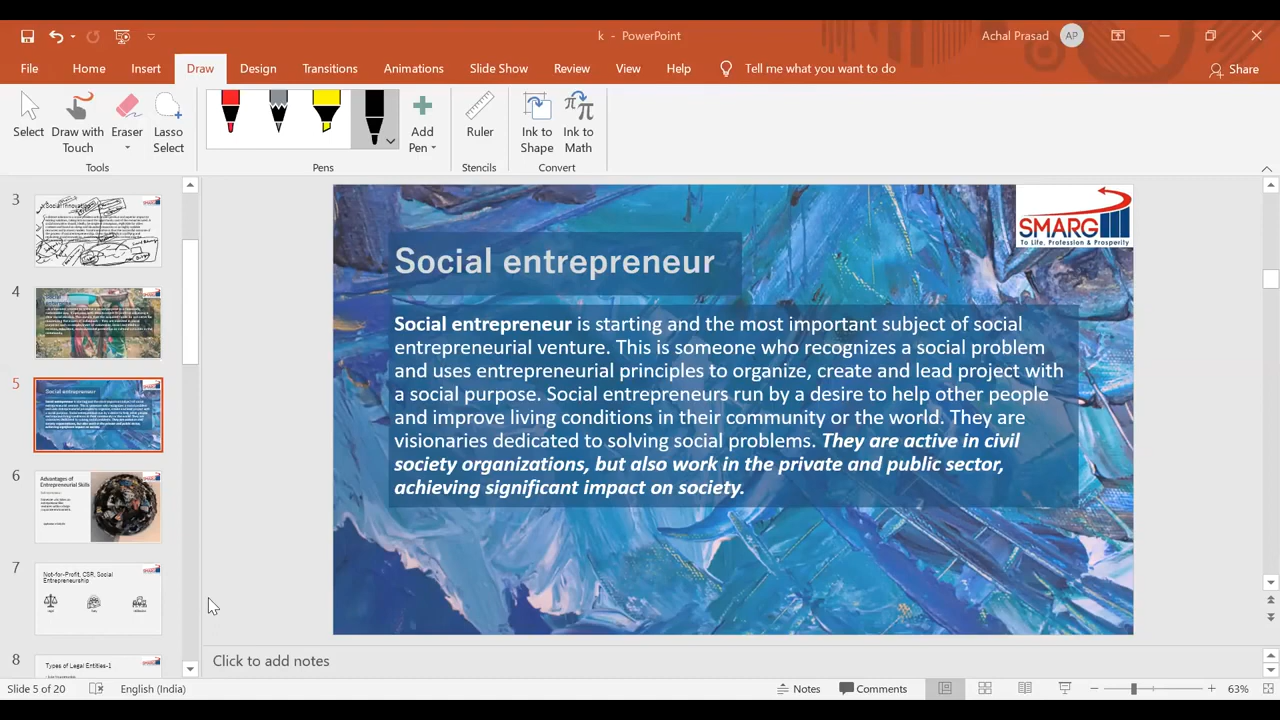 k - PowerPoint
Achal Prasad
AP
File
Home
Insert
Draw
Design
Transitions
Animations
Slide Show
Review
View
Help
Tell me what you want to do
Share
Select
Draw with
Touch
Eraser
Lasso
Select
Add
Pen
Ruler
Ink to
Shape
Ink to
Math
Tools
Pens
Stencils
Convert
3
4
5
Social entrepreneur
6
Advantages of
Entrepreneurial Skills
7
Not-for-Profit, CSR, Social
Entrepreneurship
8
Types of Legal Entities-1
SMARG
To Life, Profession & Prosperity
Social entrepreneur
Social entrepreneur is starting and the most important subject of social
entrepreneurial venture. This is someone who recognizes a social problem
and uses entrepreneurial principles to organize, create and lead project with
a social purpose. Social entrepreneurs run by a desire to help other people
and improve living conditions in their community or the world. They are
visionaries dedicated to solving social problems. They are active in civil
society organizations, but also work in the private and public sector,
achieving significant impact on society.
Click to add notes
Slide 5 of 20
English (India)
Notes
Comments
63%